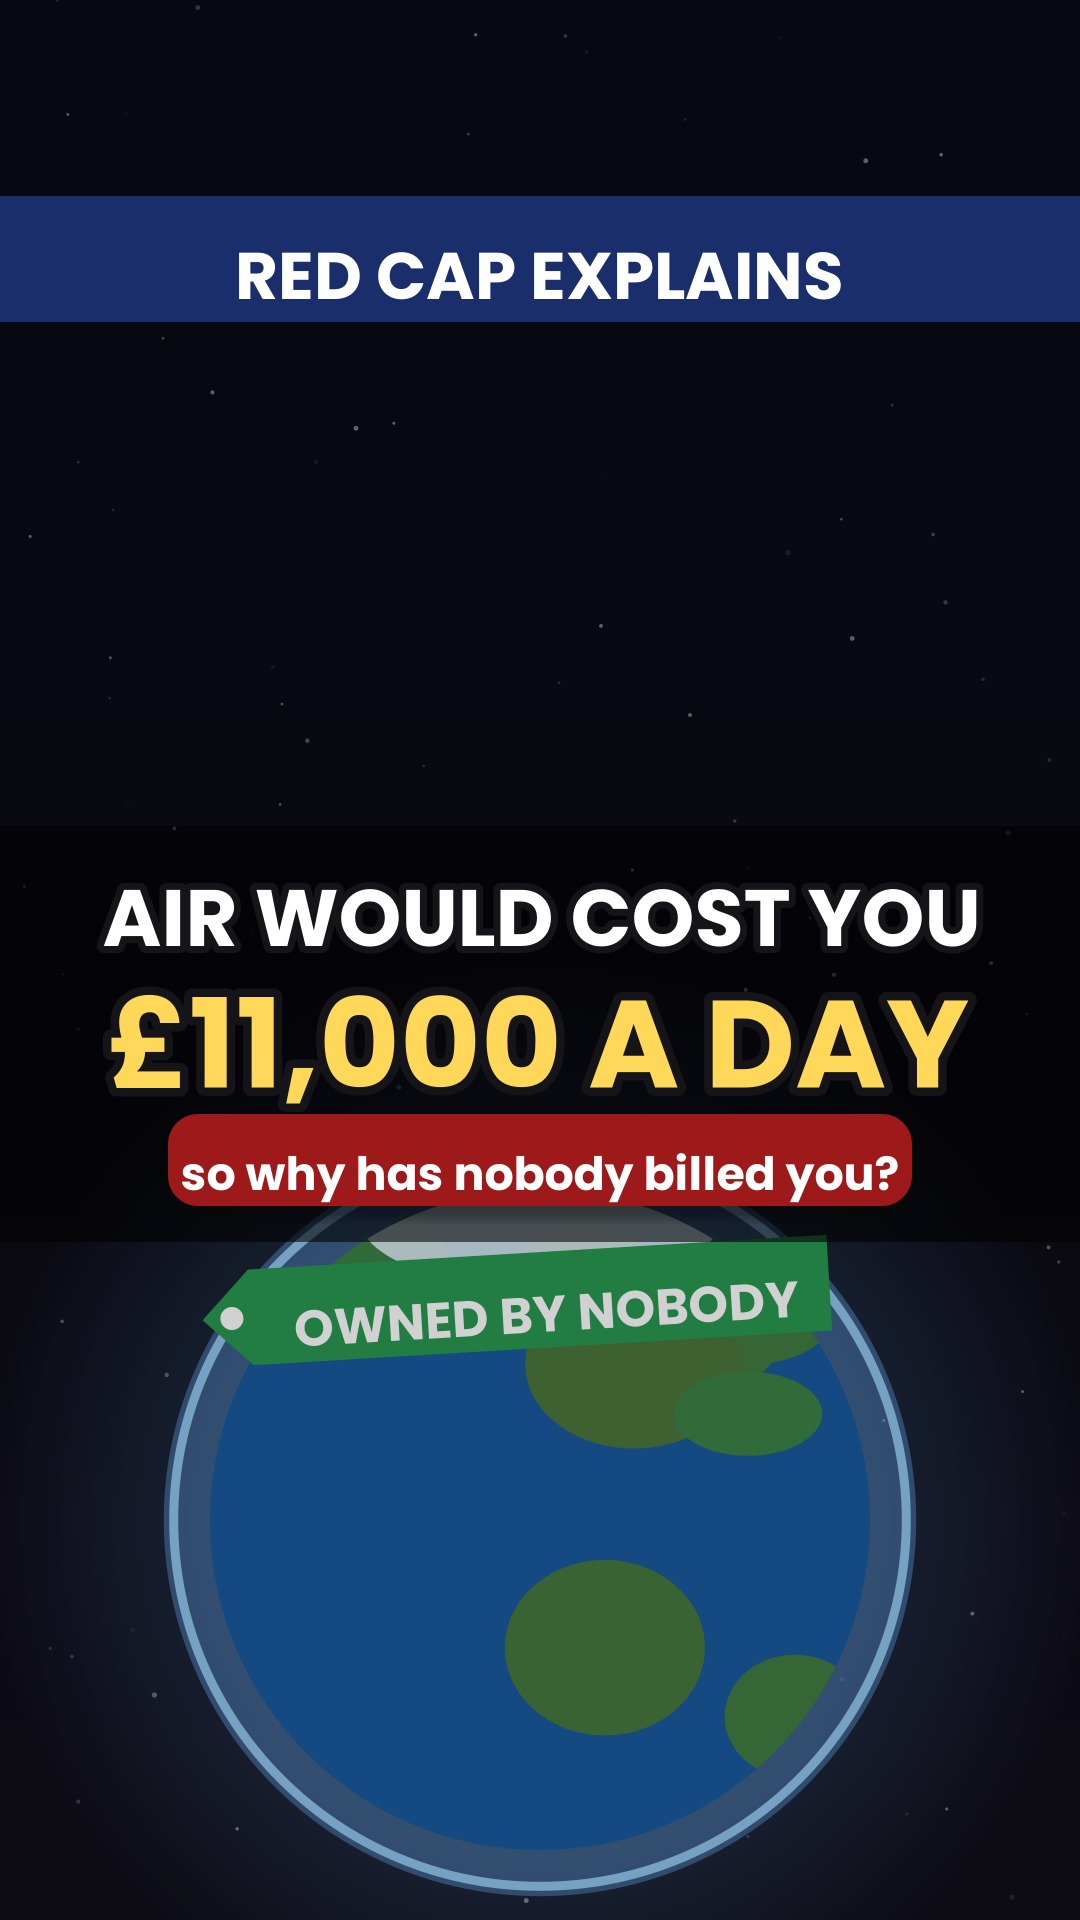 RED CAP EXPLAINS
AIR WOULD COST YOU
£11,000 A DAY
so why has nobody billed you?
OWNED BY NOBODY